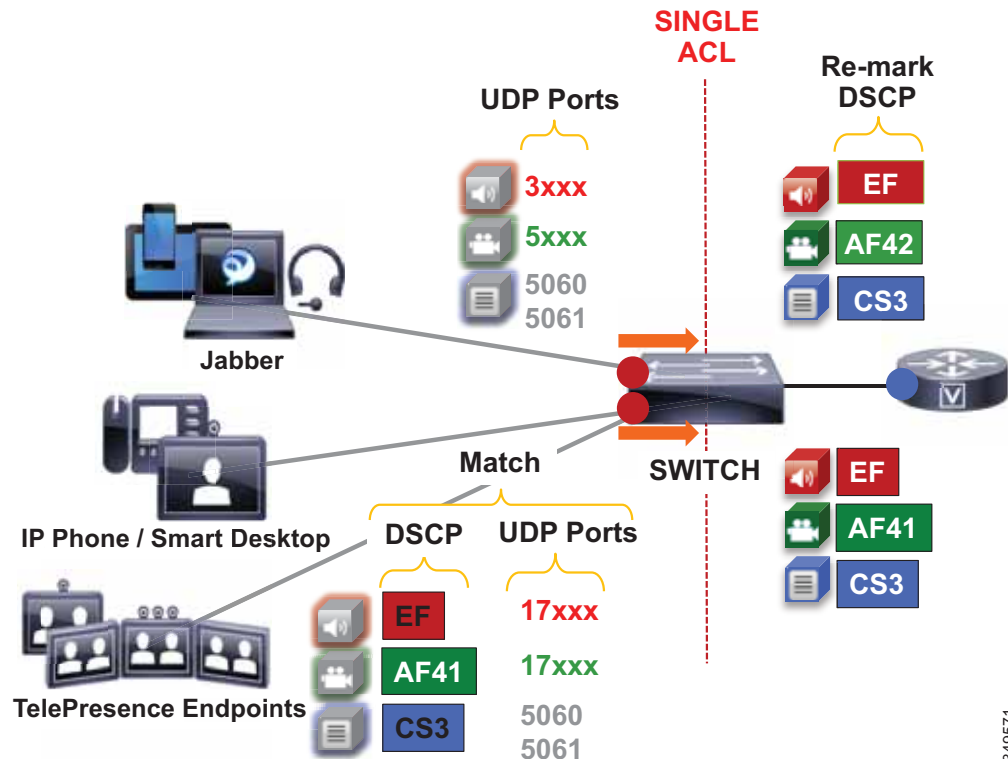 SINGLE
ACL
Re-mark
DSCP
UDP Ports
3xxx
5xxx
5060
5061
EF
AF42
CS3
Jabber
V
SWITCH
IP Phone / Smart Desktop
Match
DSCP
UDP Ports
EF
17xxx
AF41
17xxx
CS3
5060
5061
EF
AF41
CS3
TelePresence Endpoints